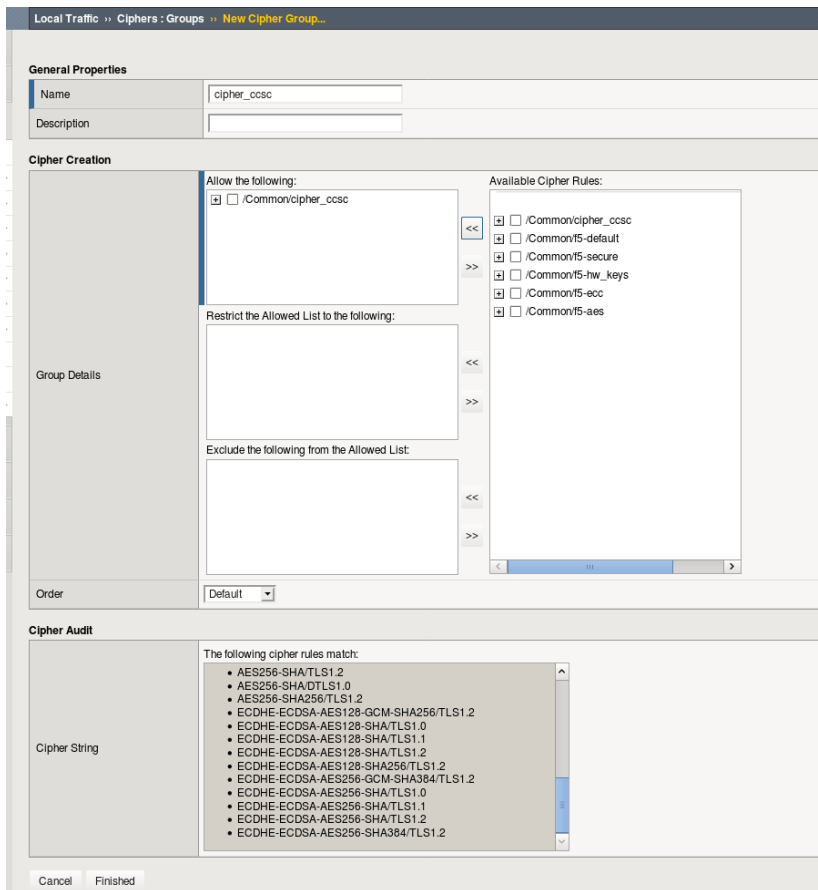 Local Traffic ›› Ciphers : Groups ›› New Cipher Group...
General Properties
Name
cipher_ccsc
Description
Cipher Creation
Group Details
Allow the following:
/Common/cipher_ccsc
<<
>>
Restrict the Allowed List to the following:
<<
>>
Exclude the following from the Allowed List:
<<
>>
Available Cipher Rules:
/Common/cipher_ccsc
/Common/f5-default
/Common/f5-secure
/Common/f5-hw_keys
/Common/f5-ecc
/Common/f5-aes
Order
Default
Cipher Audit
Cipher String
The following cipher rules match:
• AES256-SHA/TLS1.2
• AES256-SHA/DTLS1.0
• AES256-SHA256/TLS1.2
• ECDHE-ECDSA-AES128-GCM-SHA256/TLS1.2
• ECDHE-ECDSA-AES128-SHA/TLS1.0
• ECDHE-ECDSA-AES128-SHA/TLS1.1
• ECDHE-ECDSA-AES128-SHA/TLS1.2
• ECDHE-ECDSA-AES128-SHA256/TLS1.2
• ECDHE-ECDSA-AES256-GCM-SHA384/TLS1.2
• ECDHE-ECDSA-AES256-SHA/TLS1.0
• ECDHE-ECDSA-AES256-SHA/TLS1.1
• ECDHE-ECDSA-AES256-SHA/TLS1.2
• ECDHE-ECDSA-AES256-SHA384/TLS1.2
Cancel
Finished